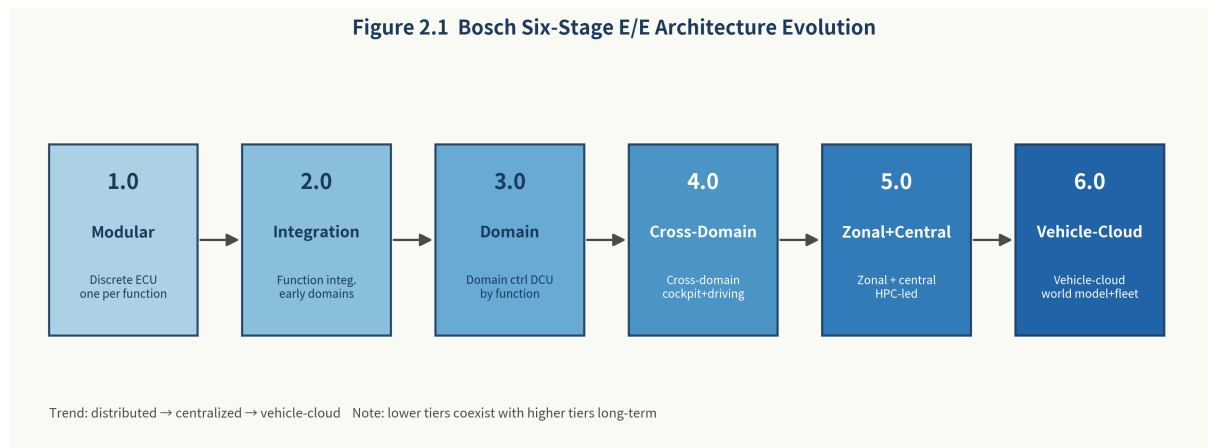 Figure 2.1  Bosch Six-Stage E/E Architecture Evolution
1.0
Modular
Discrete ECU
one per function
2.0
Integration
Function integ.
early domains
3.0
Domain
Domain ctrl DCU
by function
4.0
Cross-Domain
Cross-domain
cockpit+driving
5.0
Zonal+Central
Zonal + central
HPC-led
6.0
Vehicle-Cloud
Vehicle-cloud
world model+fleet
Trend: distributed → centralized → vehicle-cloud    Note: lower tiers coexist with higher tiers long-term